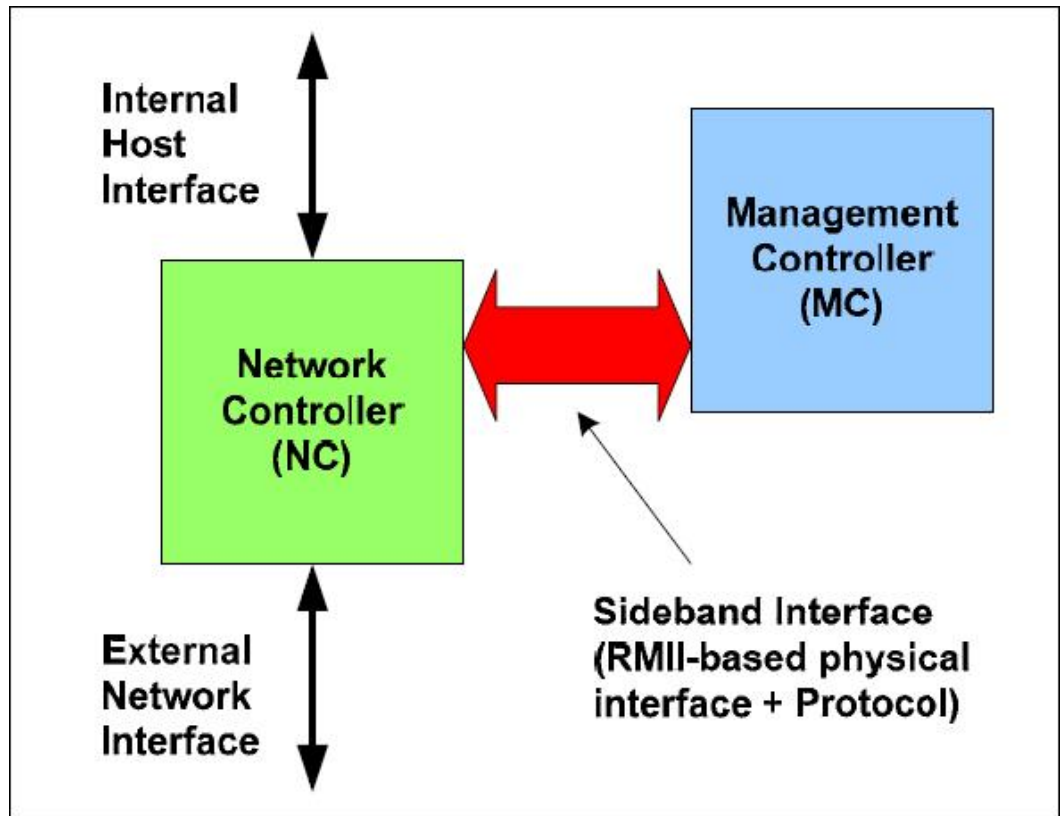 Internal
Host
Interface
Management
Controller
(MC)
Network
Controller
(NC)
Sideband Interface
(RMII-based physical
interface + Protocol)
External
Network
Interface